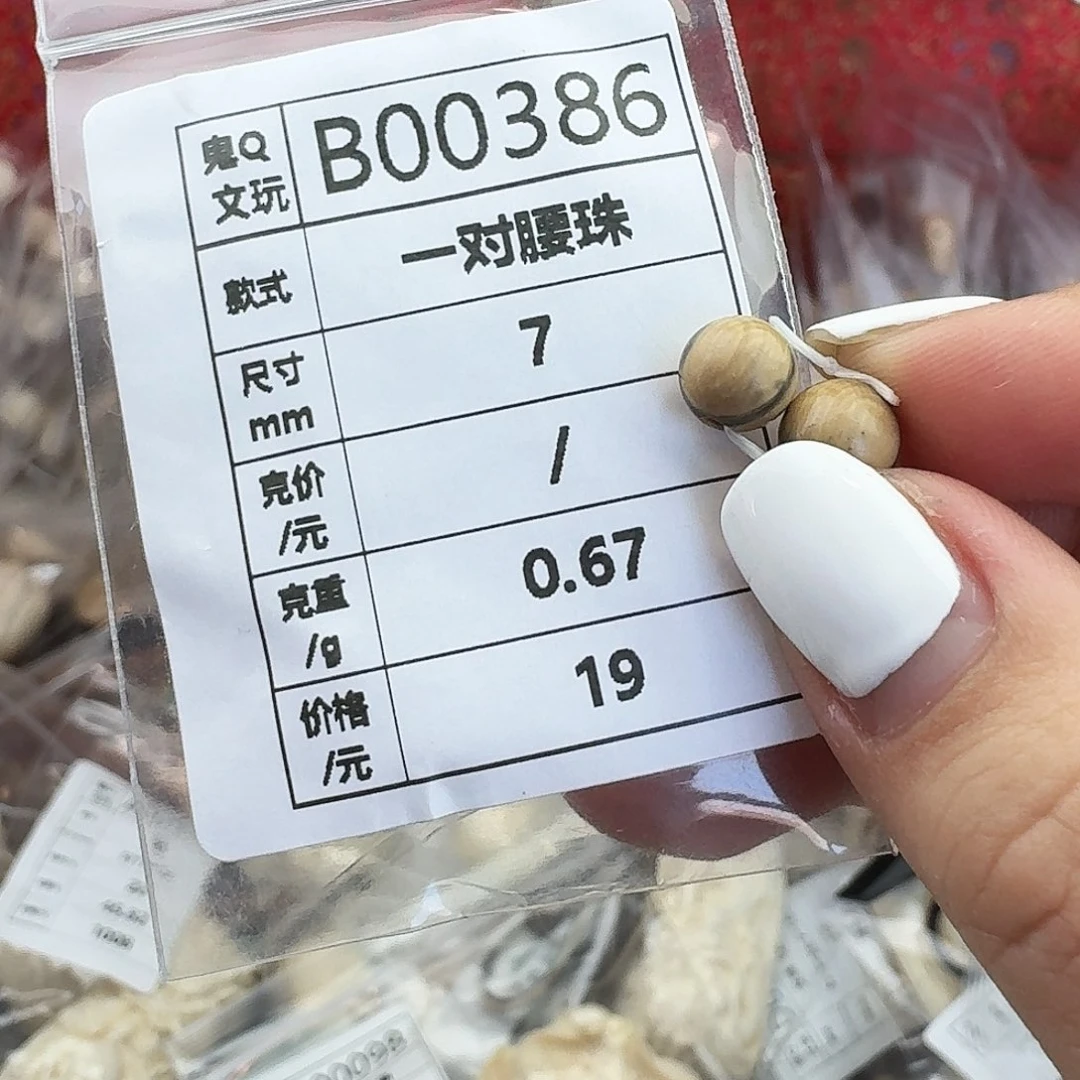 鬼Q
文玩
B00386
款式
一对腰珠
尺寸
mm
7
克价
/元
/
克重
/g
0.67
价格
/元
19